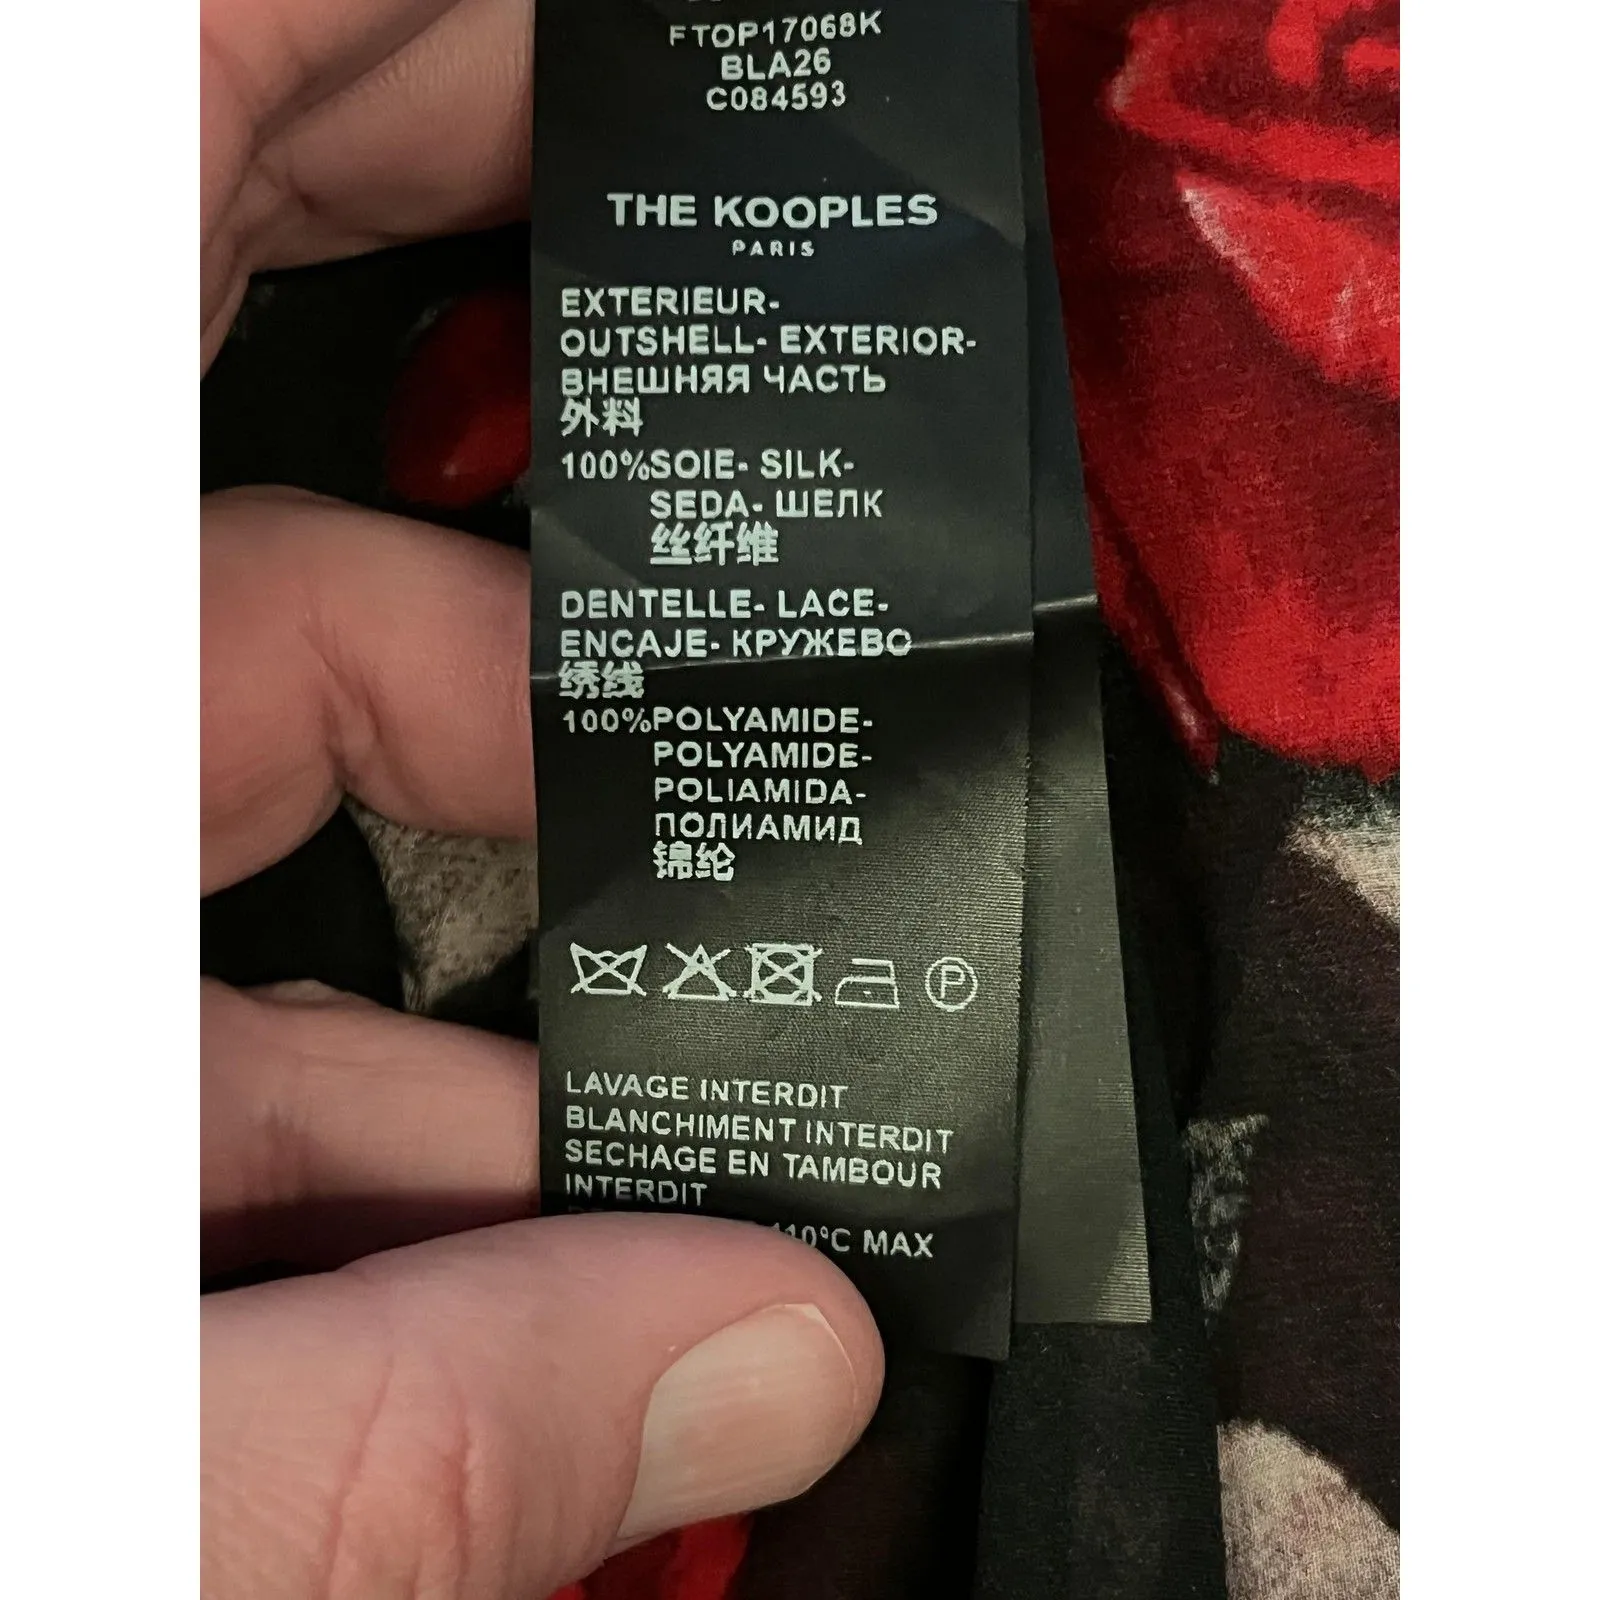 FTOP17068K
BLA26
C084593
THE KOOPLES
PARIS
EXTERIEUR-
OUTSHELL- EXTERIOR-
ВНЕШНЯЯ ЧАСТЬ
外料
100%SOIE- SILK-
SEDA- ШЕЛК
丝纤维
DENTELLE- LACE-
ENCAJE- КРУЖЕВО
绣线
100%POLYAMIDE-
POLYAMIDE-
POLIAMIDA-
ПОЛИАМИД
锦纶
P
LAVAGE INTERDIT
BLANCHIMENT INTERDIT
SECHAGE EN TAMBOUR
INTERDIT
110°C MAX